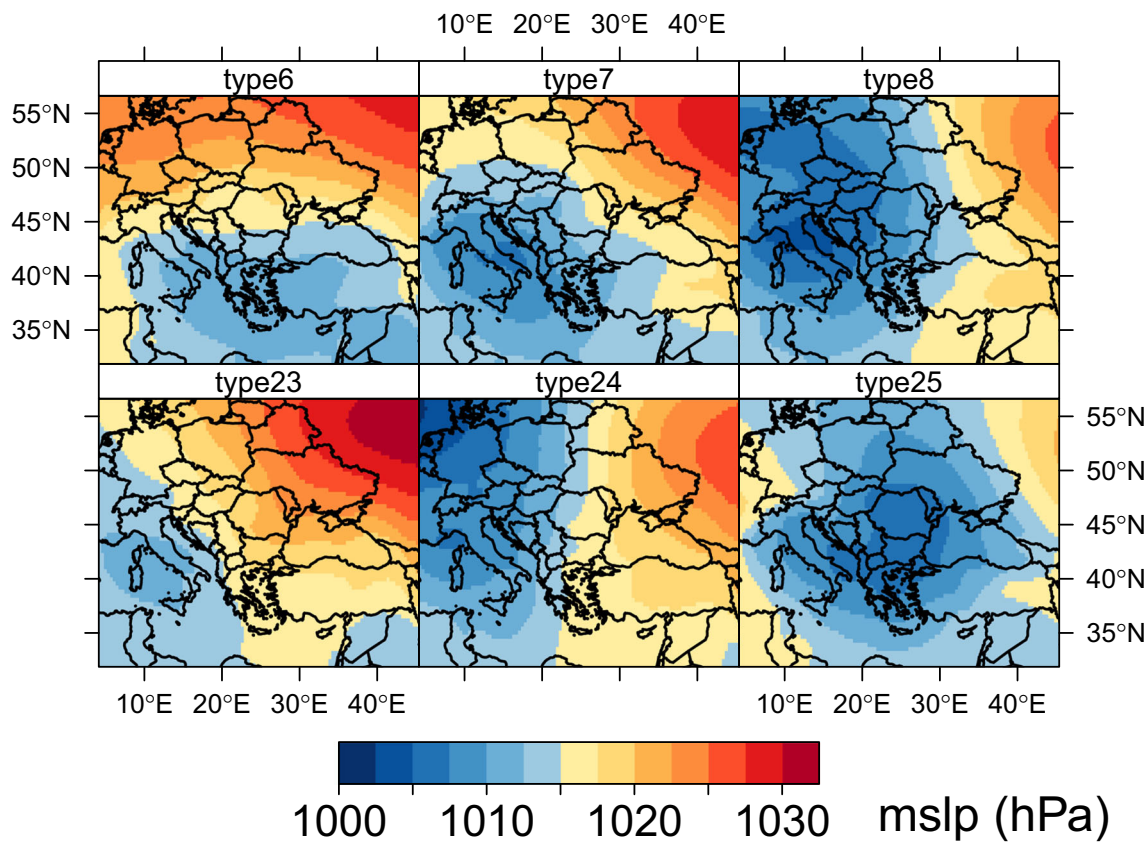 10°E 20°E 30°E 40°E
type6 type7 type8
55°N
50°N
45°N
40°N
35°N
type23 type24 type25
55°N
50°N
45°N
40°N
35°N
10°E 20°E 30°E 40°E 10°E 20°E 30°E 40°E
1000 1010 1020 1030 mslp (hPa)